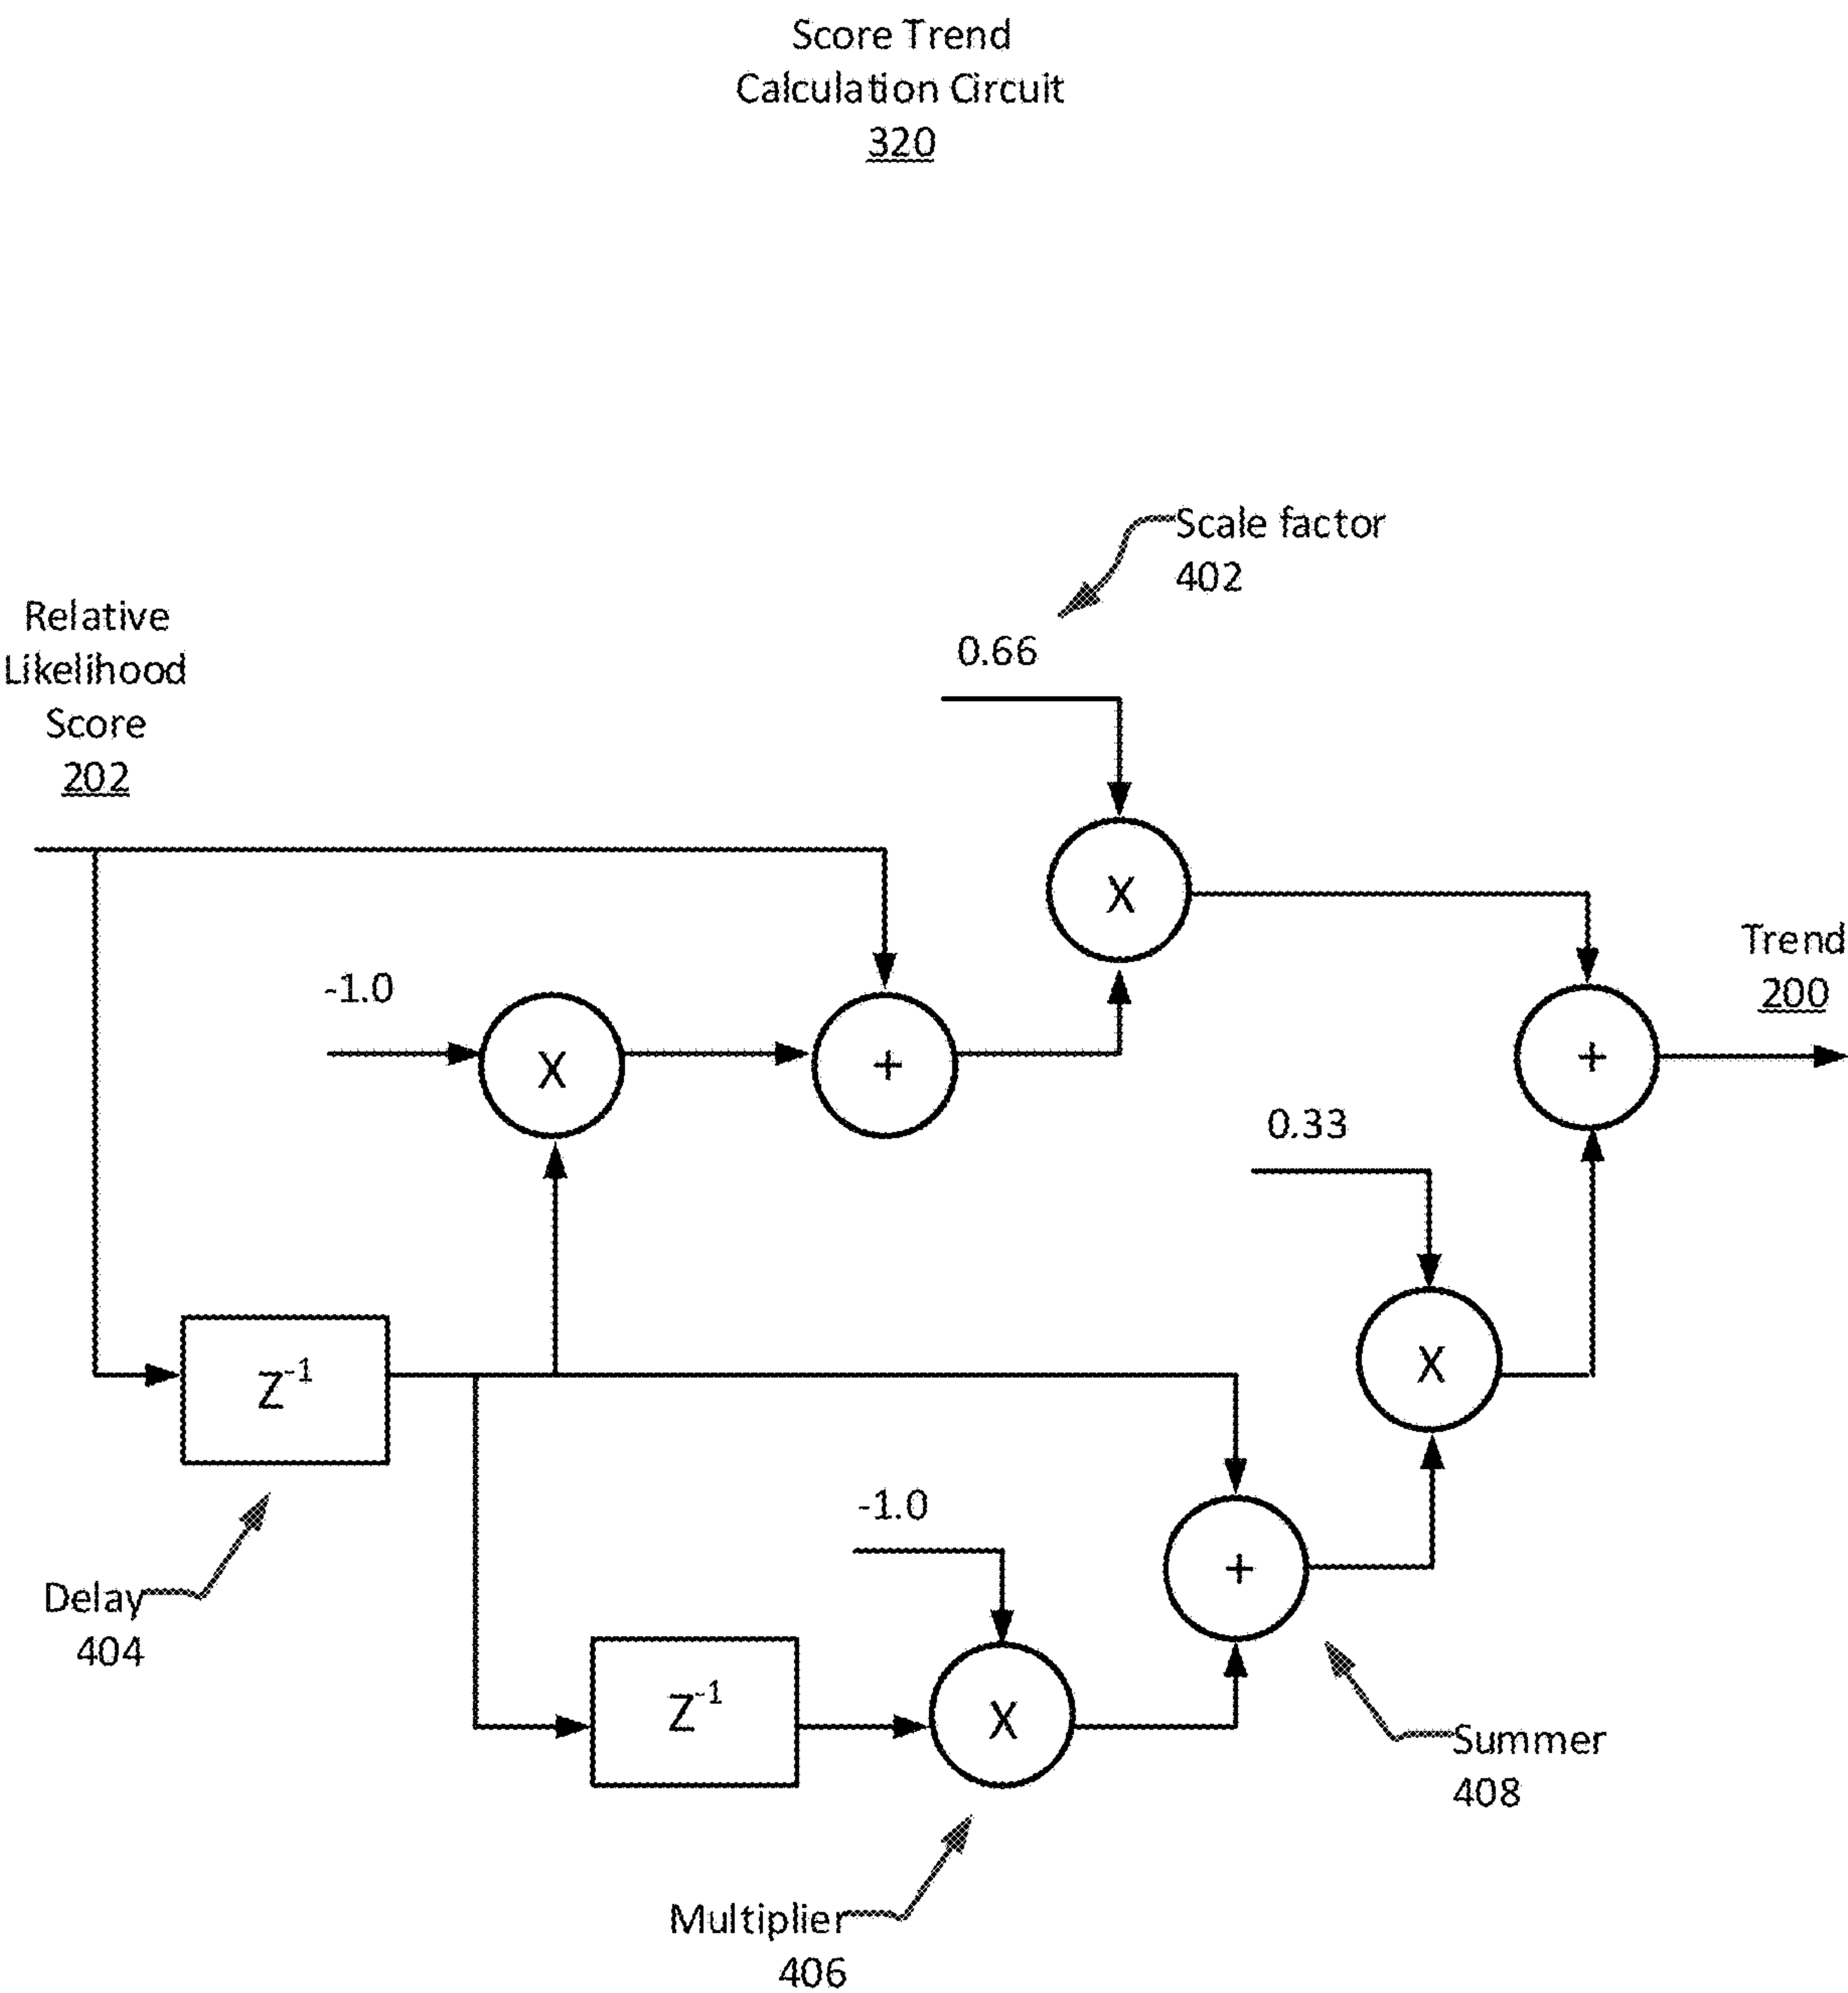 Score Trend
Calculation Circuit
320
Scale factor
402
Relative
Likelihood
Score
202
0.66
X
Trend
200
-1.0
X
+
+
0.33
X
Z⁻¹
-1.0
+
Delay
404
Z⁻¹
X
Summer
408
Multiplier
406